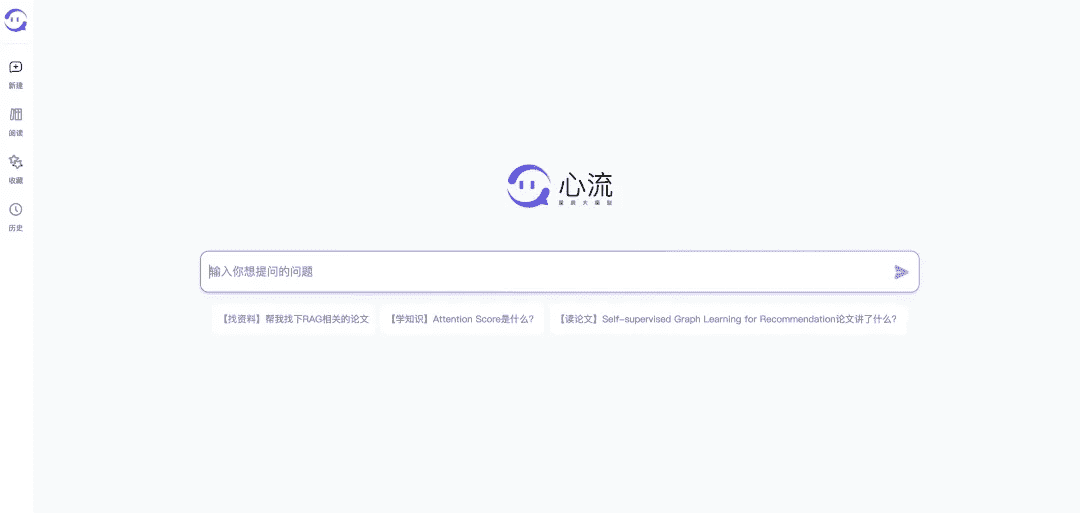 新建
阅读
收藏
历史
心流
输入你想提问的问题
【找资料】帮我找下RAG相关的论文
【学知识】Attention Score是什么?
【读论文】Self-supervised Graph Learning for Recommendation论文讲了什么?